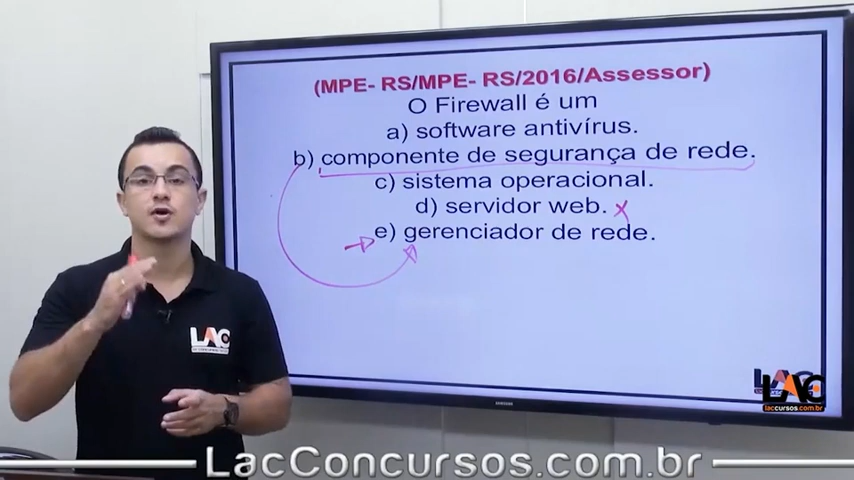 (MPE- RS/MPE- RS/2016/Assessor)
O Firewall é um
a) software antivírus.
b) componente de segurança de rede.
c) sistema operacional.
d) servidor web. x
e) gerenciador de rede.
LAC
LAC
LAC
laccursos.com.br
SAMSUNG
LacConcursos.com.br